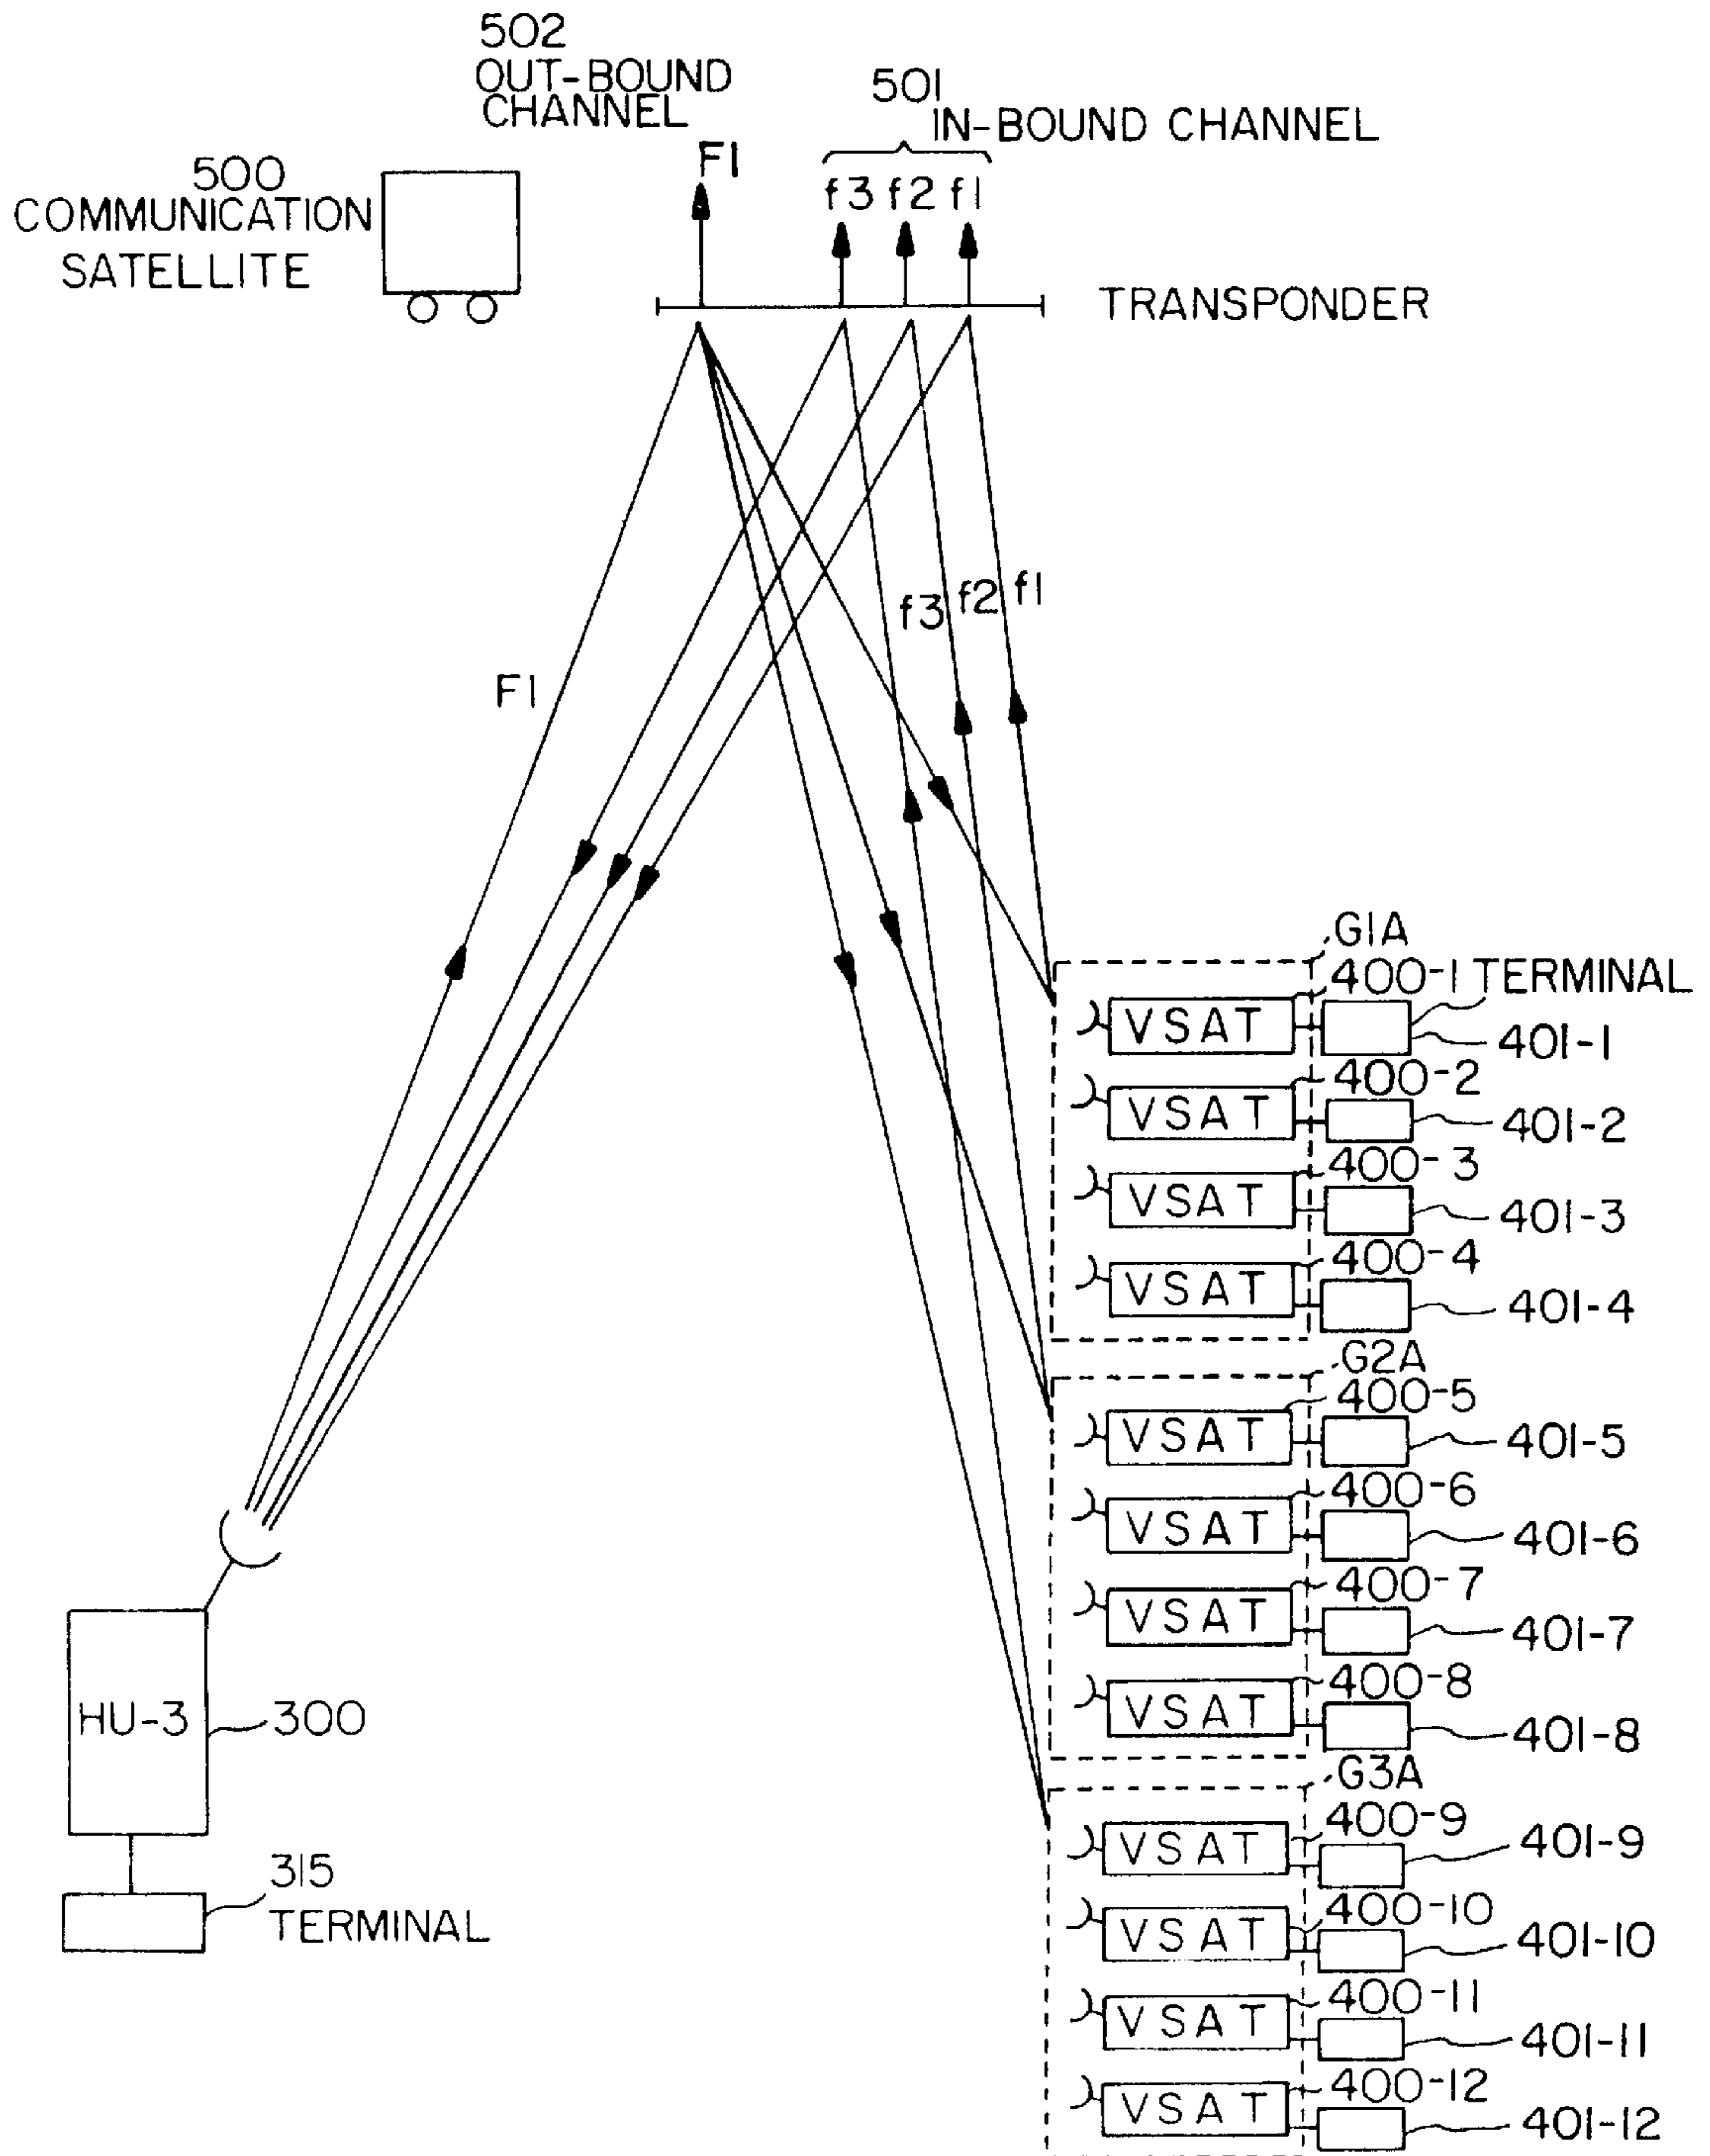 502
OUT-BOUND
CHANNEL
501
IN-BOUND CHANNEL
F1
f3 f2 f1
500
COMMUNICATION
SATELLITE
TRANSPONDER
f3 f2 f1
F1
G1A
400-1 TERMINAL
VSAT
401-1
400-2
VSAT
401-2
400-3
VSAT
401-3
400-4
VSAT
401-4
G2A
400-5
VSAT
401-5
400-6
VSAT
401-6
400-7
VSAT
401-7
400-8
VSAT
401-8
HU-3
300
G3A
400-9
VSAT
401-9
315
TERMINAL
400-10
VSAT
401-10
400-11
VSAT
401-11
400-12
VSAT
401-12